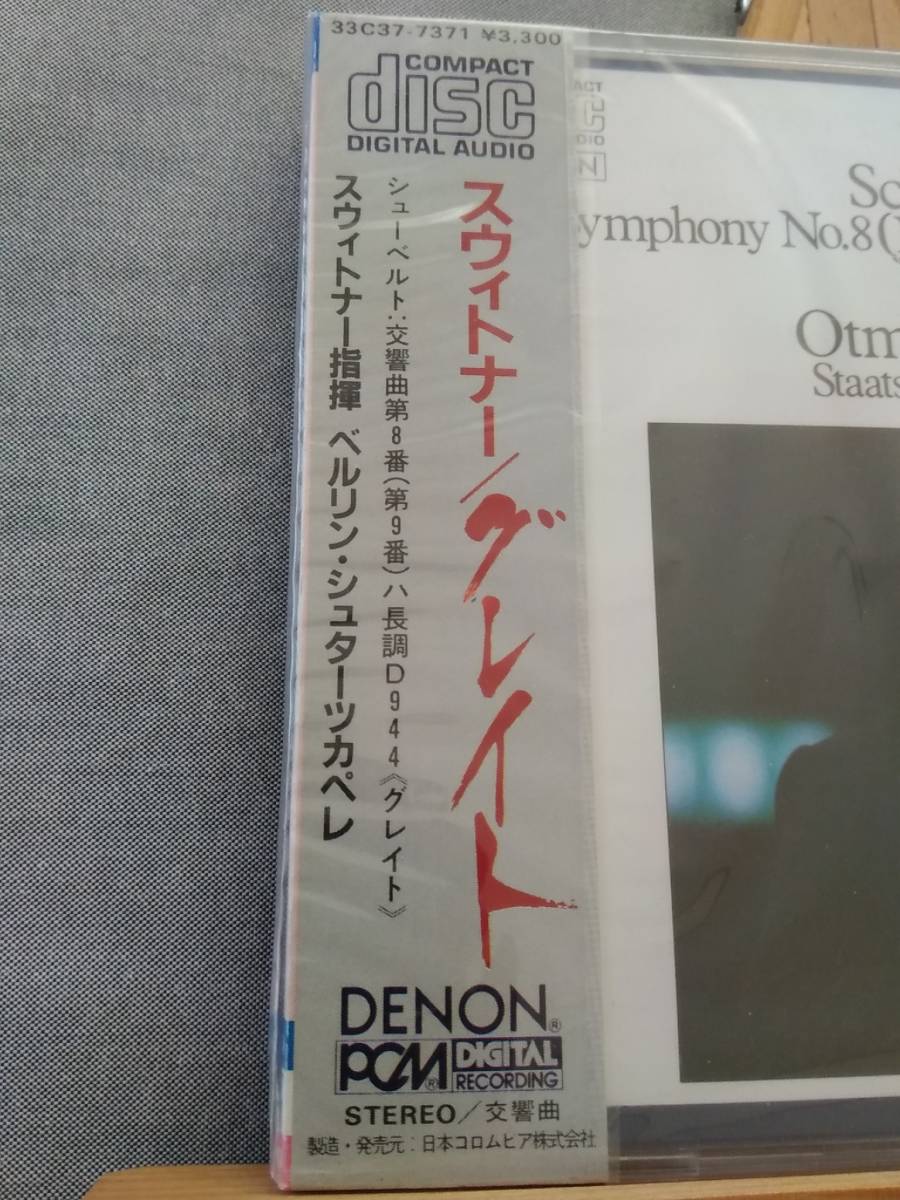 33C37-7371 ¥3,300
COMPACT
disc
DIGITAL AUDIO
スウィトナー/グレイト
シューベルト:交響曲第8番(第9番)ハ長調D944《グレイト》
スウィトナー指揮 ベルリン・シュターツカペレ
DENON®
PCM® DIGITAL
RECORDING
STEREO/交響曲
製造・発売元:日本コロムビア株式会社
Sc
Symphony No.8(
Otm
Staats